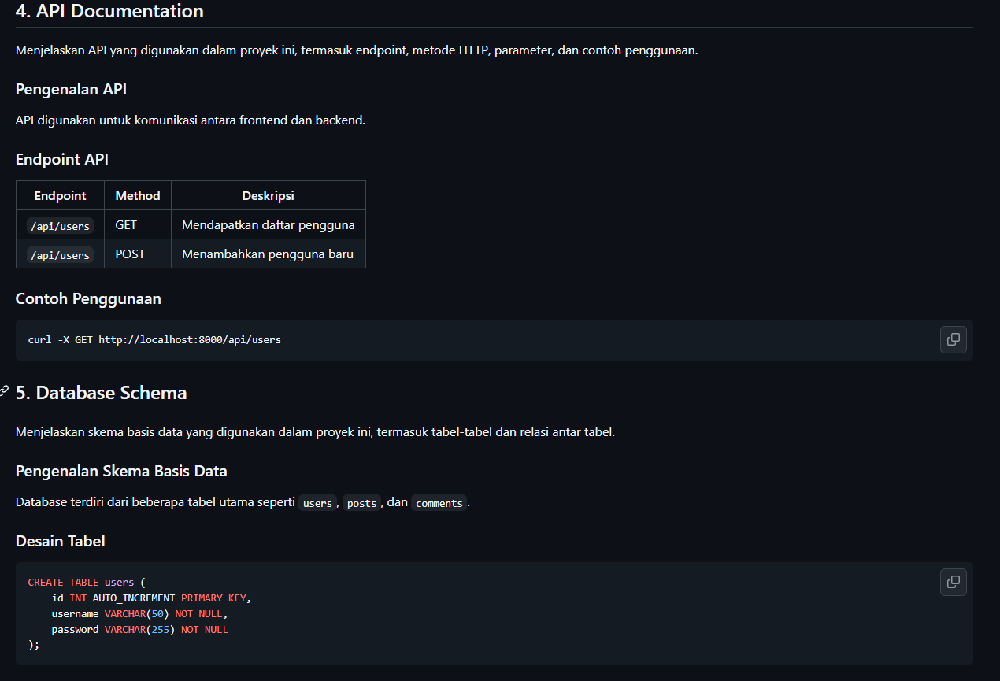 4. API Documentation
Menjelaskan API yang digunakan dalam proyek ini, termasuk endpoint, metode HTTP, parameter, dan contoh penggunaan.
Pengenalan API
API digunakan untuk komunikasi antara frontend dan backend.
Endpoint API
Endpoint Method Deskripsi
/api/users GET Mendapatkan daftar pengguna
/api/users POST Menambahkan pengguna baru
Contoh Penggunaan
curl -X GET http://localhost:8000/api/users
5. Database Schema
Menjelaskan skema basis data yang digunakan dalam proyek ini, termasuk tabel-tabel dan relasi antar tabel.
Pengenalan Skema Basis Data
Database terdiri dari beberapa tabel utama seperti users, posts, dan comments.
Desain Tabel
CREATE TABLE users (
    id INT AUTO_INCREMENT PRIMARY KEY,
    username VARCHAR(50) NOT NULL,
    password VARCHAR(255) NOT NULL
);